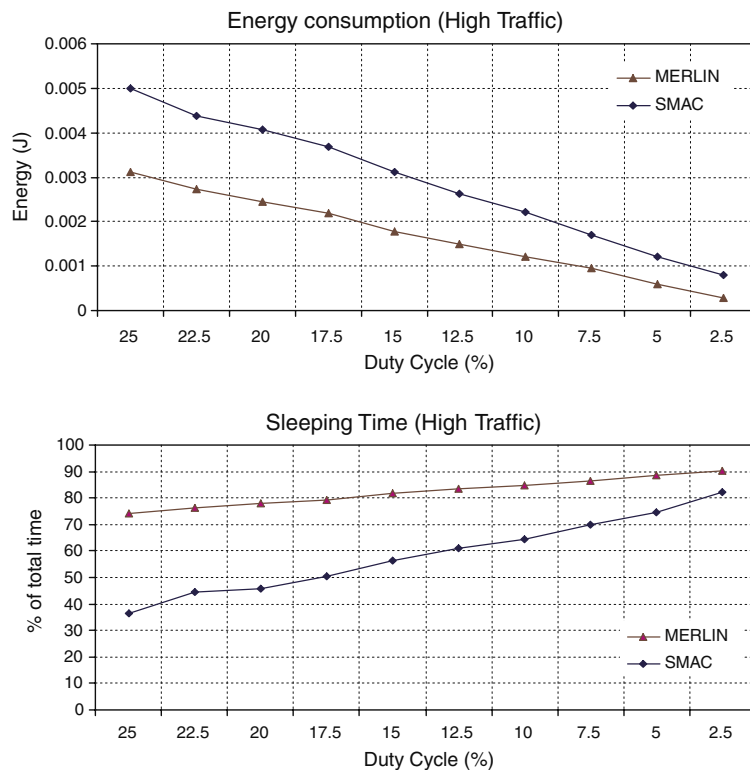 Energy consumption (High Traffic)
0.006
0.005
0.004
0.003
0.002
0.001
0
Energy (J)
MERLIN
SMAC
25 22.5 20 17.5 15 12.5 10 7.5 5 2.5
Duty Cycle (%)
Sleeping Time (High Traffic)
100
90
80
70
60
50
40
30
20
10
0
% of total time
MERLIN
SMAC
25 22.5 20 17.5 15 12.5 10 7.5 5 2.5
Duty Cycle (%)